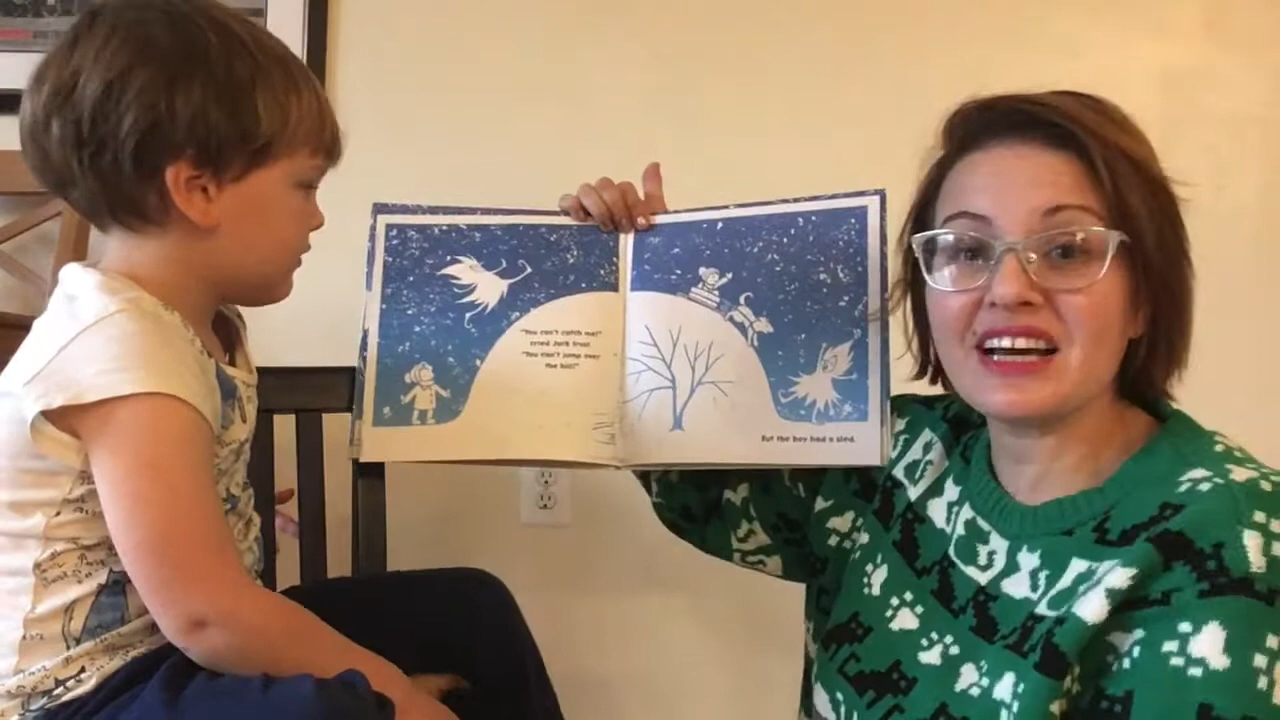 "You can't catch me!"
cried Jack Frost.
"You can't jump over
the hill!"
But the boy had a sled.